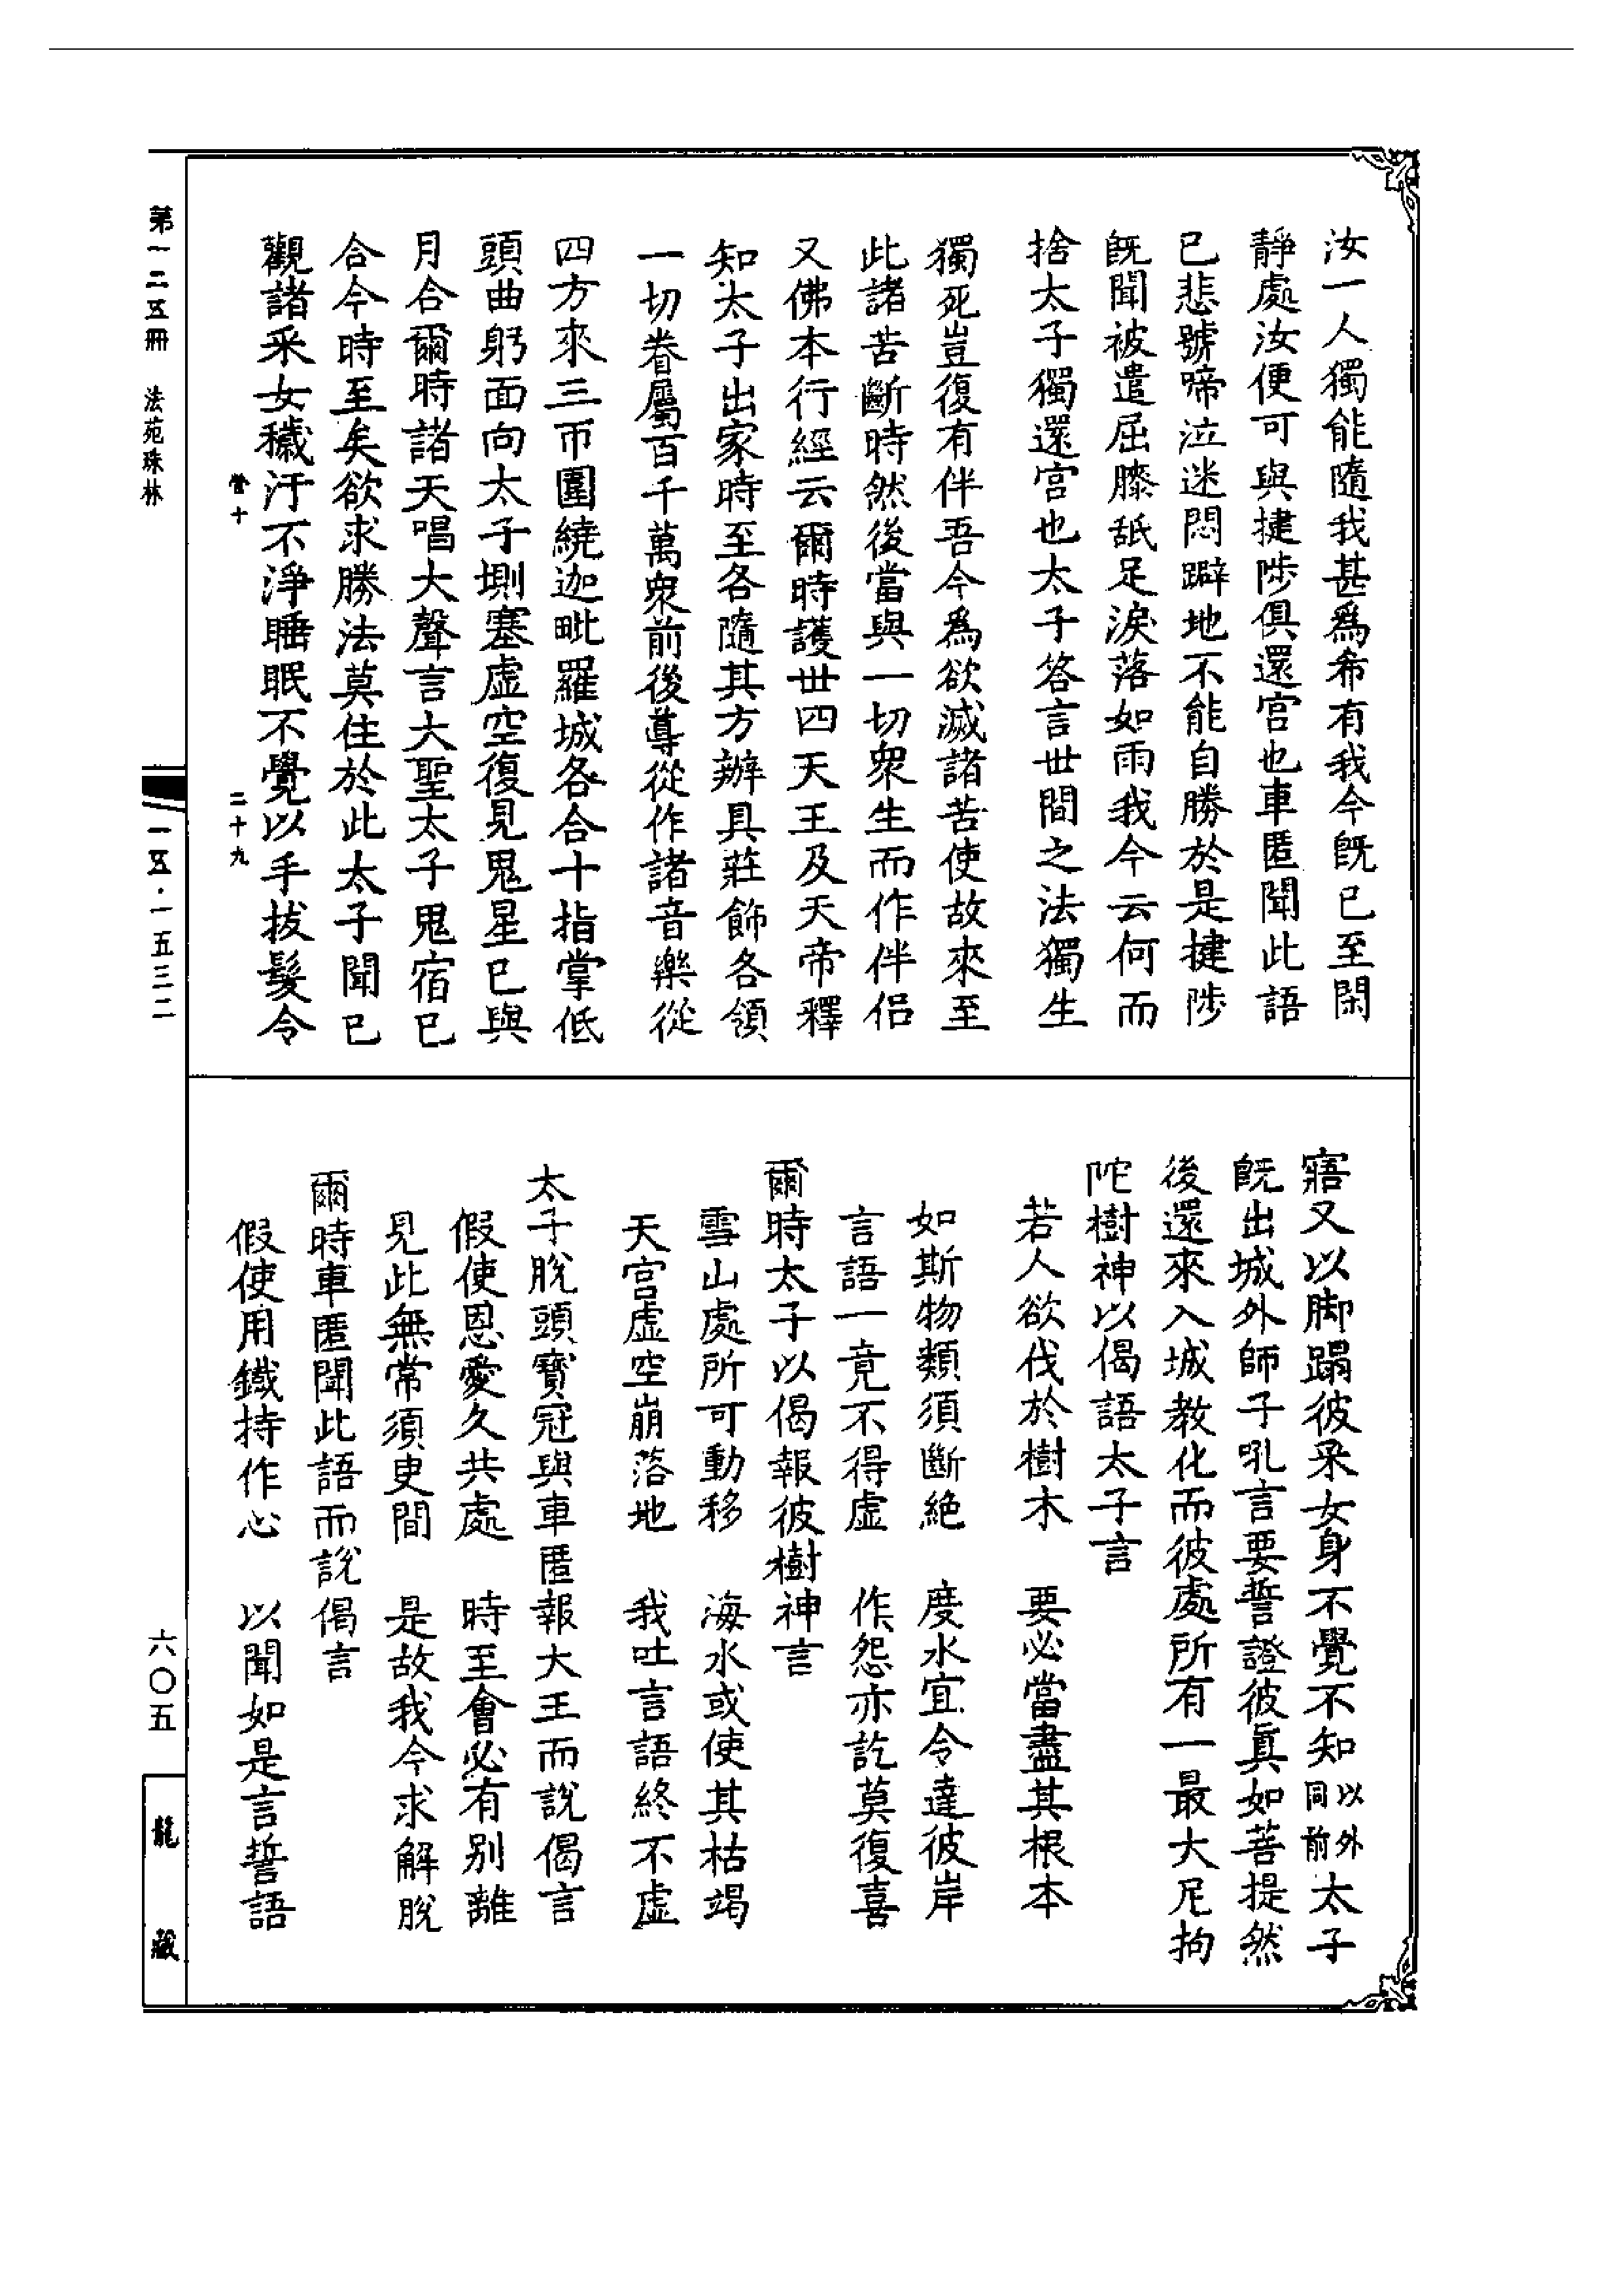 汝一人獨能隨我甚爲希有我今旣已至閑
靜處汝便可與揵陟俱還宮也車匿聞此語
已悲號啼泣迷悶躃地不能自勝於是揵陟
旣聞被遣屈膝舐足淚落如雨我今云何而
捨太子獨還宮也太子答言世間之法獨生
獨死豈復有伴吾今爲欲滅諸苦使故來至
此諸苦斷時然後當與一切衆生而作伴侶
又佛本行經云爾時護世四天王及天帝釋
知太子出家時至各隨其方辦具莊飾各領
一切眷屬百千萬衆前後導從作諸音樂從
四方來三帀圍繞迦毗羅城各合十指掌低
頭曲躬面向太子塡塞虛空復見鬼星已與
月合爾時諸天唱大聲言大聖太子鬼宿已
合今時至矣欲求勝法莫住於此太子聞已
觀諸采女穢汙不淨睡眠不覺以手拔髮令
營十
二十九
寤又以脚蹋彼采女身不覺不知以外同前太子
旣出城外師子吼言要誓證彼眞如菩提然
後還來入城教化而彼處所有一最大尼拘
陀樹神以偈語太子言
若人欲伐於樹木　要必當盡其根本
如斯物類須斷絶　度水宜令達彼岸
言語一竟不得虛　作怨亦訖莫復喜
爾時太子以偈報彼樹神言
雪山處所可動移　海水或使其枯竭
天宮虛空崩落地　我吐言語終不虛
太子脫頭寶冠與車匿報大王而說偈言
假使恩愛久共處　時至會必有別離
見此無常須臾間　是故我今求解脫
爾時車匿聞此語而說偈言
假使用鐵持作心　以聞如是言誓語
第一二五冊　法苑珠林
一五·一五三二
六〇五
龍藏